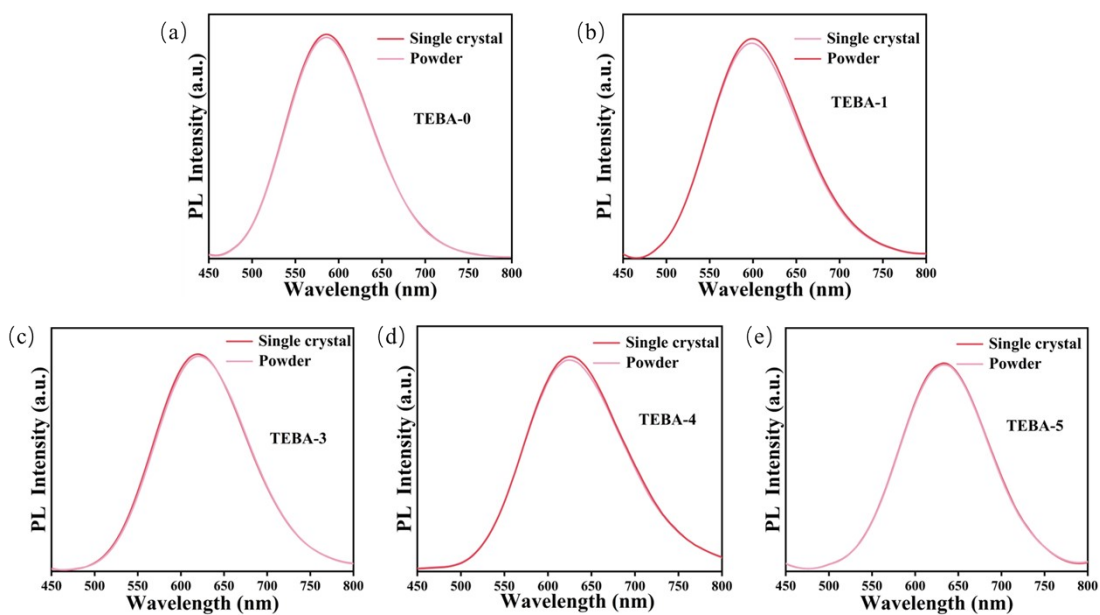 (a)
Single crystal
Powder
TEBA-0
PL Intensity (a.u.)
450 500 550 600 650 700 750 800
Wavelength (nm)
(b)
Single crystal
Powder
TEBA-1
PL Intensity (a.u.)
450 500 550 600 650 700 750 800
Wavelength (nm)
(c)
Single crystal
Powder
TEBA-3
PL Intensity (a.u.)
450 500 550 600 650 700 750 800
Wavelength (nm)
(d)
Single crystal
Powder
TEBA-4
PL Intensity (a.u.)
450 500 550 600 650 700 750 800
Wavelength (nm)
(e)
Single crystal
Powder
TEBA-5
PL Intensity (a.u.)
450 500 550 600 650 700 750 800
Wavelength (nm)